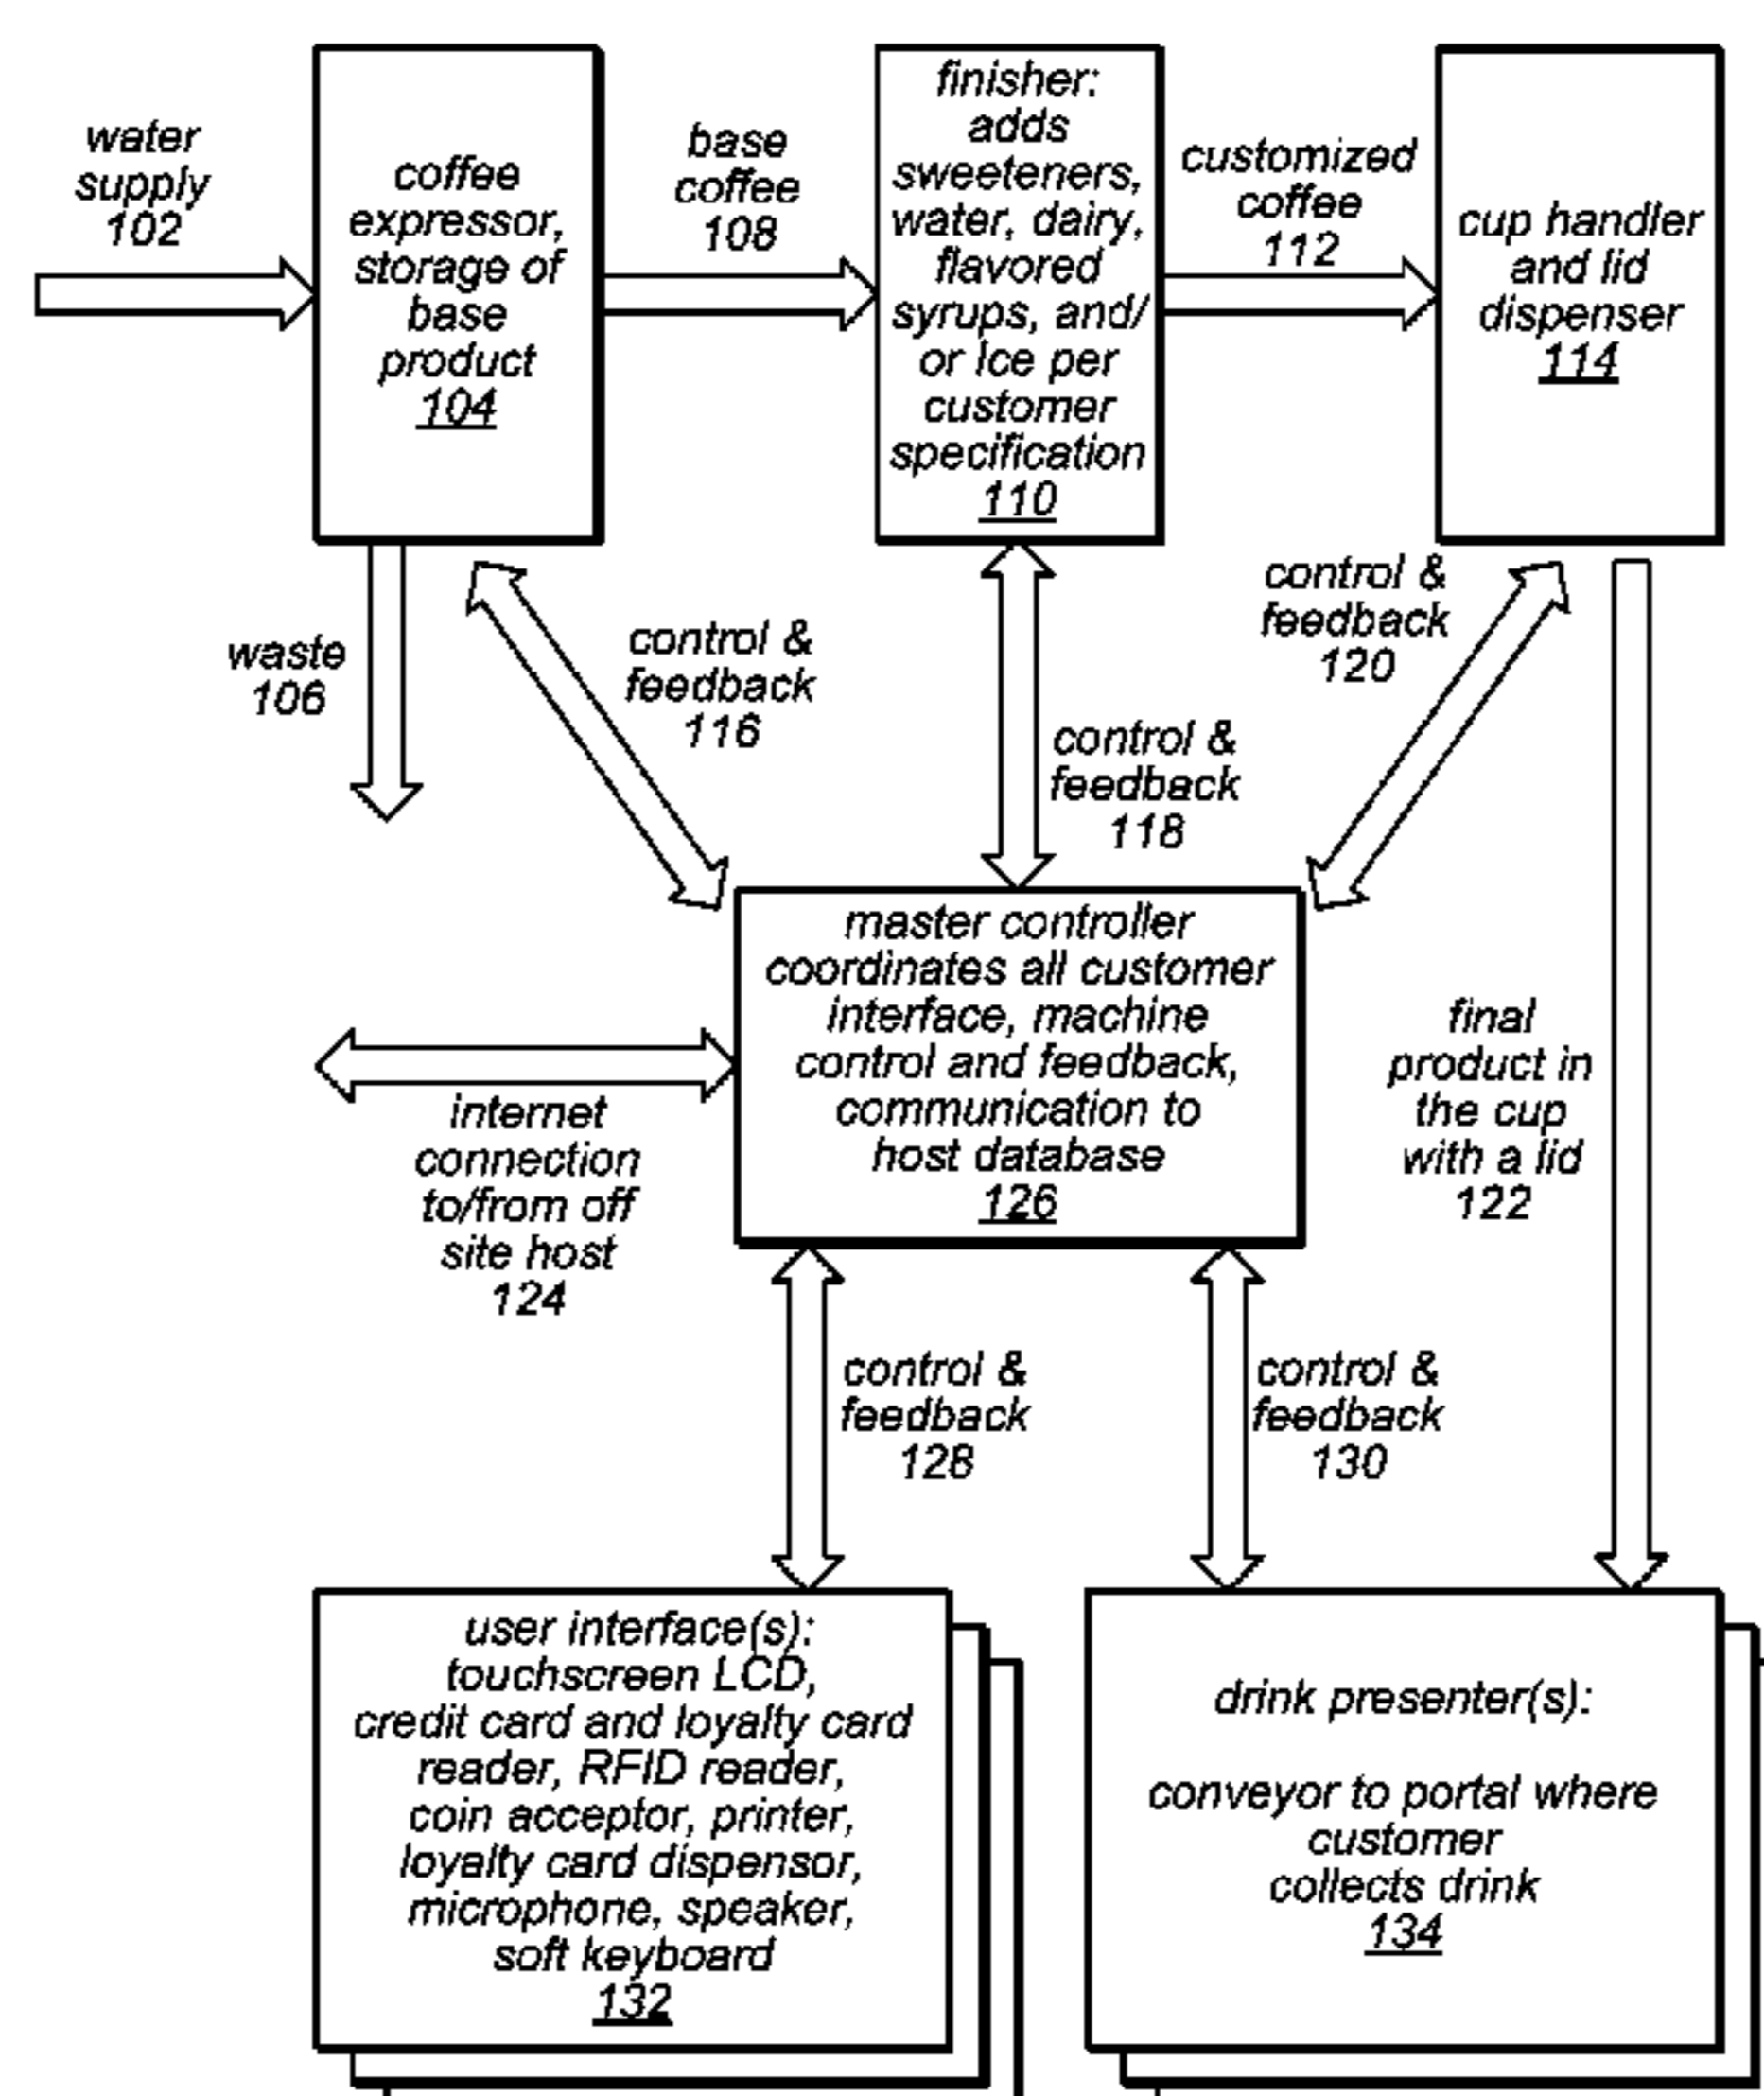 water
supply
102
coffee
expressor,
storage of
base
product
104
base
coffee
108
finisher:
adds
sweeteners,
water, dairy,
flavored
syrups, and/
or Ice per
customer
specification
110
customized
coffee
112
cup handler
and lid
dispenser
114
waste
106
control &
feedback
116
control &
feedback
118
control &
feedback
120
master controller
coordinates all customer
interface, machine
control and feedback,
communication to
host database
126
internet
connection
to/from off
site host
124
final
product in
the cup
with a lid
122
control &
feedback
128
control &
feedback
130
user interface(s):
touchscreen LCD,
credit card and loyalty card
reader, RFID reader,
coin acceptor, printer,
loyalty card dispensor,
microphone, speaker,
soft keyboard
132
drink presenter(s):
conveyor to portal where
customer
collects drink
134